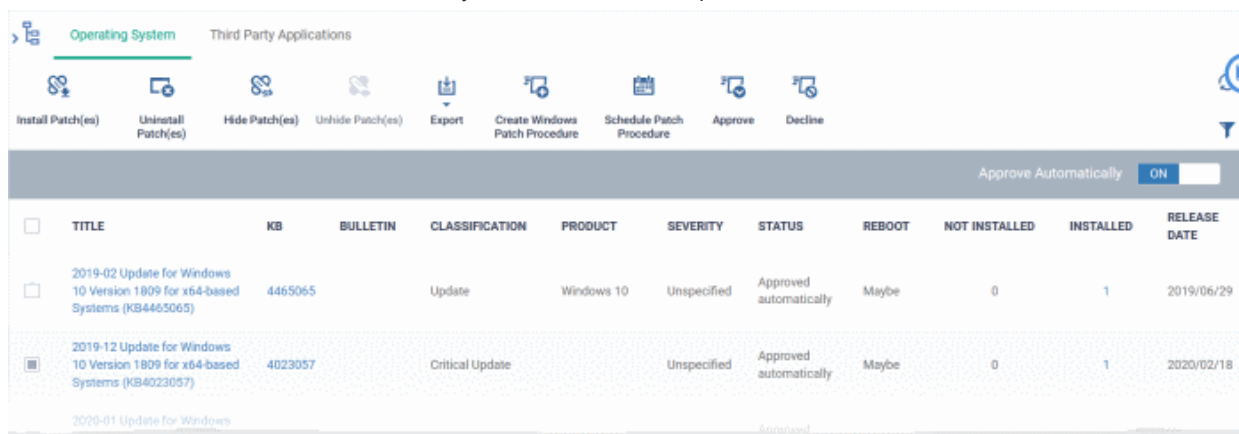 Operating System Third Party Applications
Install Patch(es) Uninstall Patch(es) Hide Patch(es) Unhide Patch(es) Export Create Windows Patch Procedure Schedule Patch Procedure Approve Decline
Approve Automatically ON
TITLE KB BULLETIN CLASSIFICATION PRODUCT SEVERITY STATUS REBOOT NOT INSTALLED INSTALLED RELEASE DATE
2019-02 Update for Windows
10 Version 1809 for x64-based
Systems (KB4465065)
4465065 Update Windows 10 Unspecified Approved automatically Maybe 0 1 2019/06/29
2019-12 Update for Windows
10 Version 1809 for x64-based
Systems (KB4023057)
4023057 Critical Update Unspecified Approved automatically Maybe 0 1 2020/02/18
2020-01 Update for Windows
Approved